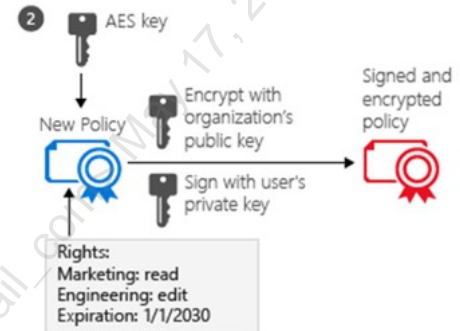 2
AES key
New Policy
Encrypt with
organization's
public key
Sign with user's
private key
Signed and
encrypted
policy
Rights:
Marketing: read
Engineering: edit
Expiration: 1/1/2030